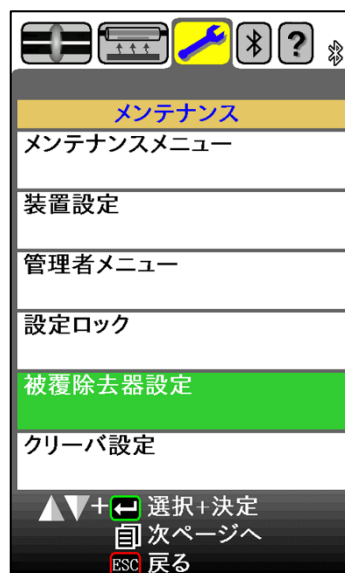 ?
メンテナンス
メンテナンスメニュー
装置設定
管理者メニュー
設定ロック
被覆除去器設定
クリーバ設定
+ 選択+決定
次ページへ
ESC 戻る